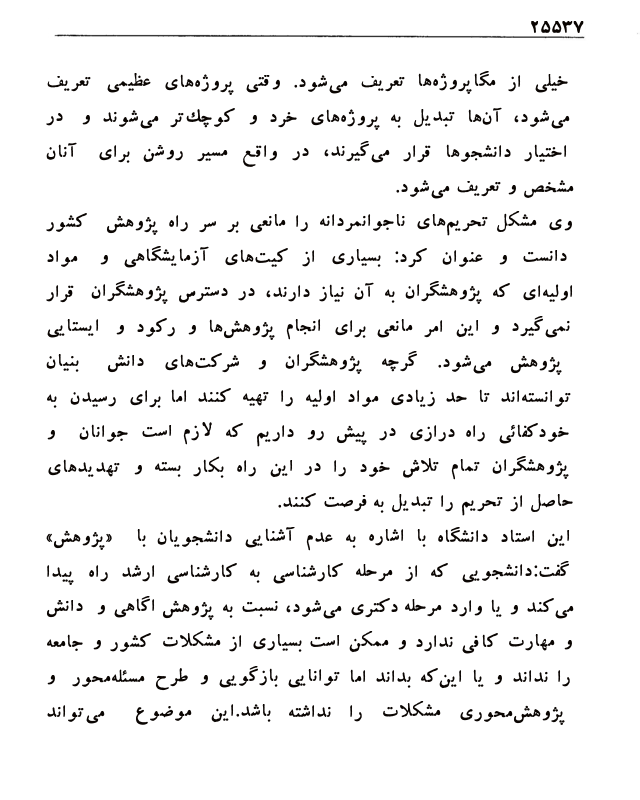 ۲۵۵۳۷
خیلی از مگاپروژه‌ها تعریف می‌شود. وقتی پروژه‌های عظیمی تعریف
می‌شود، آن‌ها تبدیل به پروژه‌های خرد و کوچك‌تر می‌شوند و در
اختیار دانشجوها قرار می‌گیرند، در واقع مسیر روشن برای آنان
مشخص و تعریف می‌شود.
وی مشکل تحریم‌های ناجوانمردانه را مانعی بر سر راه پژوهش کشور
دانست و عنوان کرد: بسیاری از کیت‌های آزمایشگاهی و مواد
اولیه‌ای که پژوهشگران به آن نیاز دارند، در دسترس پژوهشگران قرار
نمی‌گیرد و این امر مانعی برای انجام پژوهش‌ها و رکود و ایستایی
پژوهش می‌شود. گرچه پژوهشگران و شرکت‌های دانش بنیان
توانسته‌اند تا حد زیادی مواد اولیه را تهیه کنند اما برای رسیدن به
خودکفائی راه درازی در پیش رو داریم که لازم است جوانان و
پژوهشگران تمام تلاش خود را در این راه بکار بسته و تهدیدهای
حاصل از تحریم را تبدیل به فرصت کنند.
این استاد دانشگاه با اشاره به عدم آشنایی دانشجویان با «پژوهش»
گفت:دانشجویی که از مرحله کارشناسی به کارشناسی ارشد راه پیدا
می‌کند و یا وارد مرحله دکتری می‌شود، نسبت به پژوهش اگاهی و دانش
و مهارت کافی ندارد و ممکن است بسیاری از مشکلات کشور و جامعه
را نداند و یا این‌که بداند اما توانایی بازگویی و طرح مسئله‌محور و
پژوهش‌محوری مشکلات را نداشته باشد.این موضوع می‌تواند